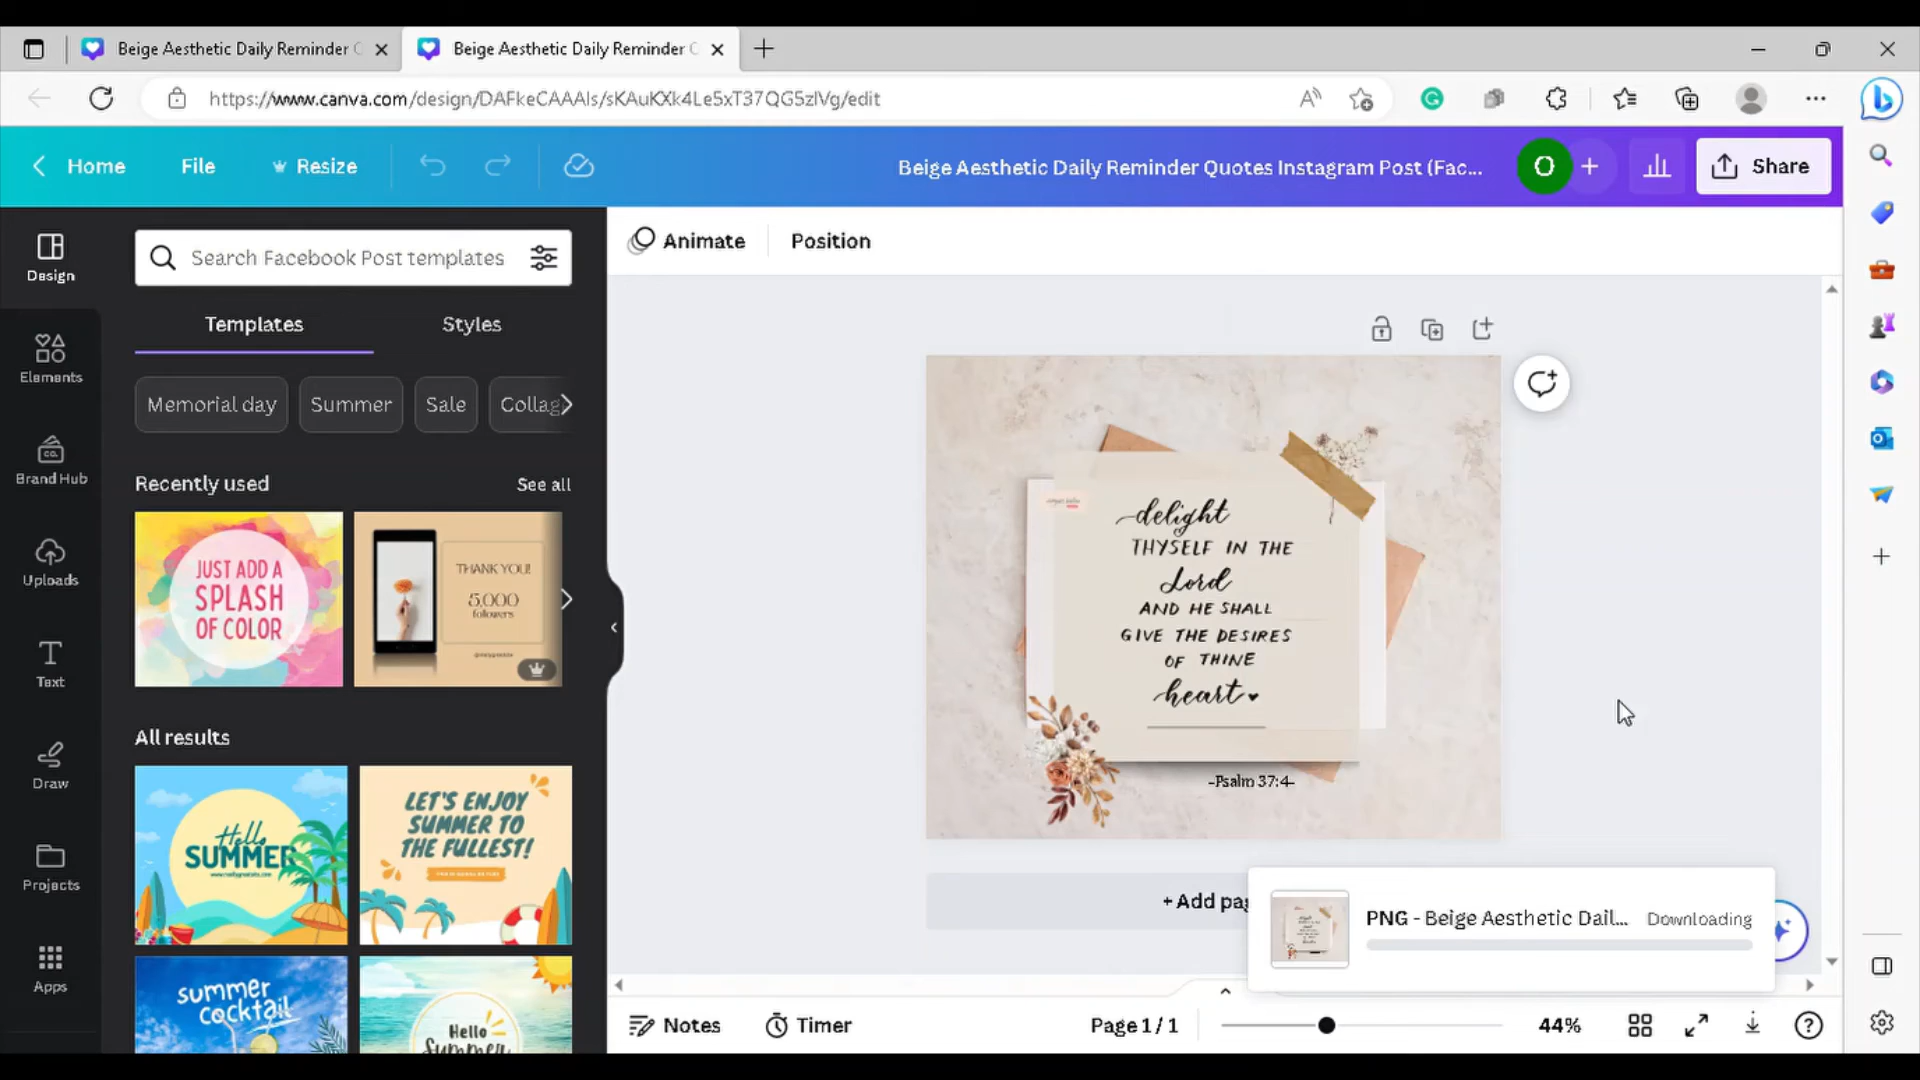 Beige Aesthetic Daily Reminder
Beige Aesthetic Daily Reminder
https://www.canva.com/design/DAFkeCAAAIs/sKAuKXk4Le5xT37QG5zlVg/edit
Home
File
Resize
Beige Aesthetic Daily Reminder Quotes Instagram Post (Fac...
O
Share
Design
Elements
Brand Hub
Uploads
Text
Draw
Projects
Apps
Search Facebook Post templates
Templates
Styles
Memorial day
Summer
Sale
Collag
Recently used
See all
JUST ADD A
SPLASH
OF COLOR
THANK YOU!
5,000
followers
All results
Hello
SUMMER
LET'S ENJOY
SUMMER TO
THE FULLEST!
summer
cocktail
Hello
Summer
Animate
Position
delight
THYSELF IN THE
Lord
AND HE SHALL
GIVE THE DESIRES
OF THINE
heart
-Psalm 37:4-
+ Add pag
PNG - Beige Aesthetic Dail...
Downloading
Notes
Timer
Page 1 / 1
44%